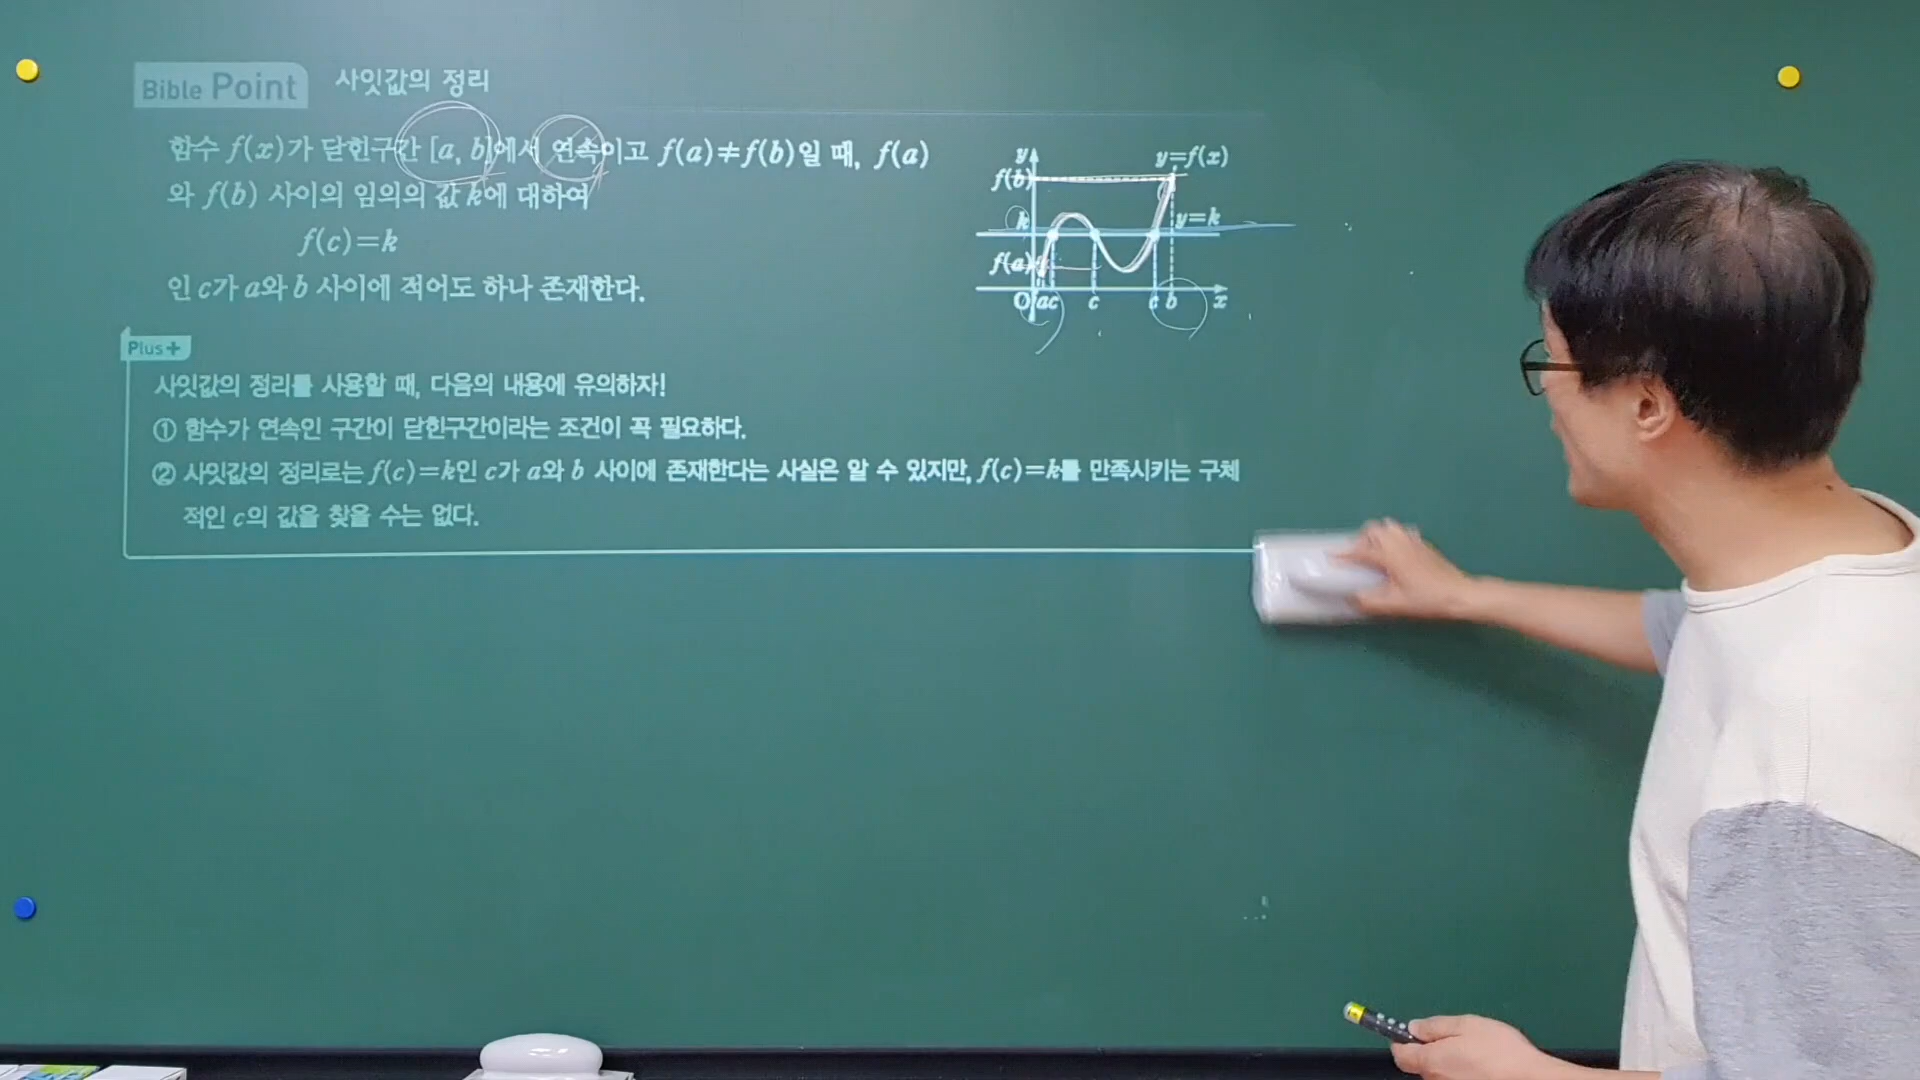 Bible Point 사잇값의 정리
함수 f(x)가 닫힌구간 [a, b]에서 연속이고 f(a)≠f(b)일 때, f(a)
와 f(b) 사이의 임의의 값 k에 대하여
f(c)=k
인 c가 a와 b 사이에 적어도 하나 존재한다.
y
y=f(x)
f(b)
k
y=k
f(a)
O a c c c b x
Plus+
사잇값의 정리를 사용할 때, 다음의 내용에 유의하자!
① 함수가 연속인 구간이 닫힌구간이라는 조건이 꼭 필요하다.
② 사잇값의 정리로는 f(c)=k인 c가 a와 b 사이에 존재한다는 사실은 알 수 있지만, f(c)=k를 만족시키는 구체
적인 c의 값을 찾을 수는 없다.